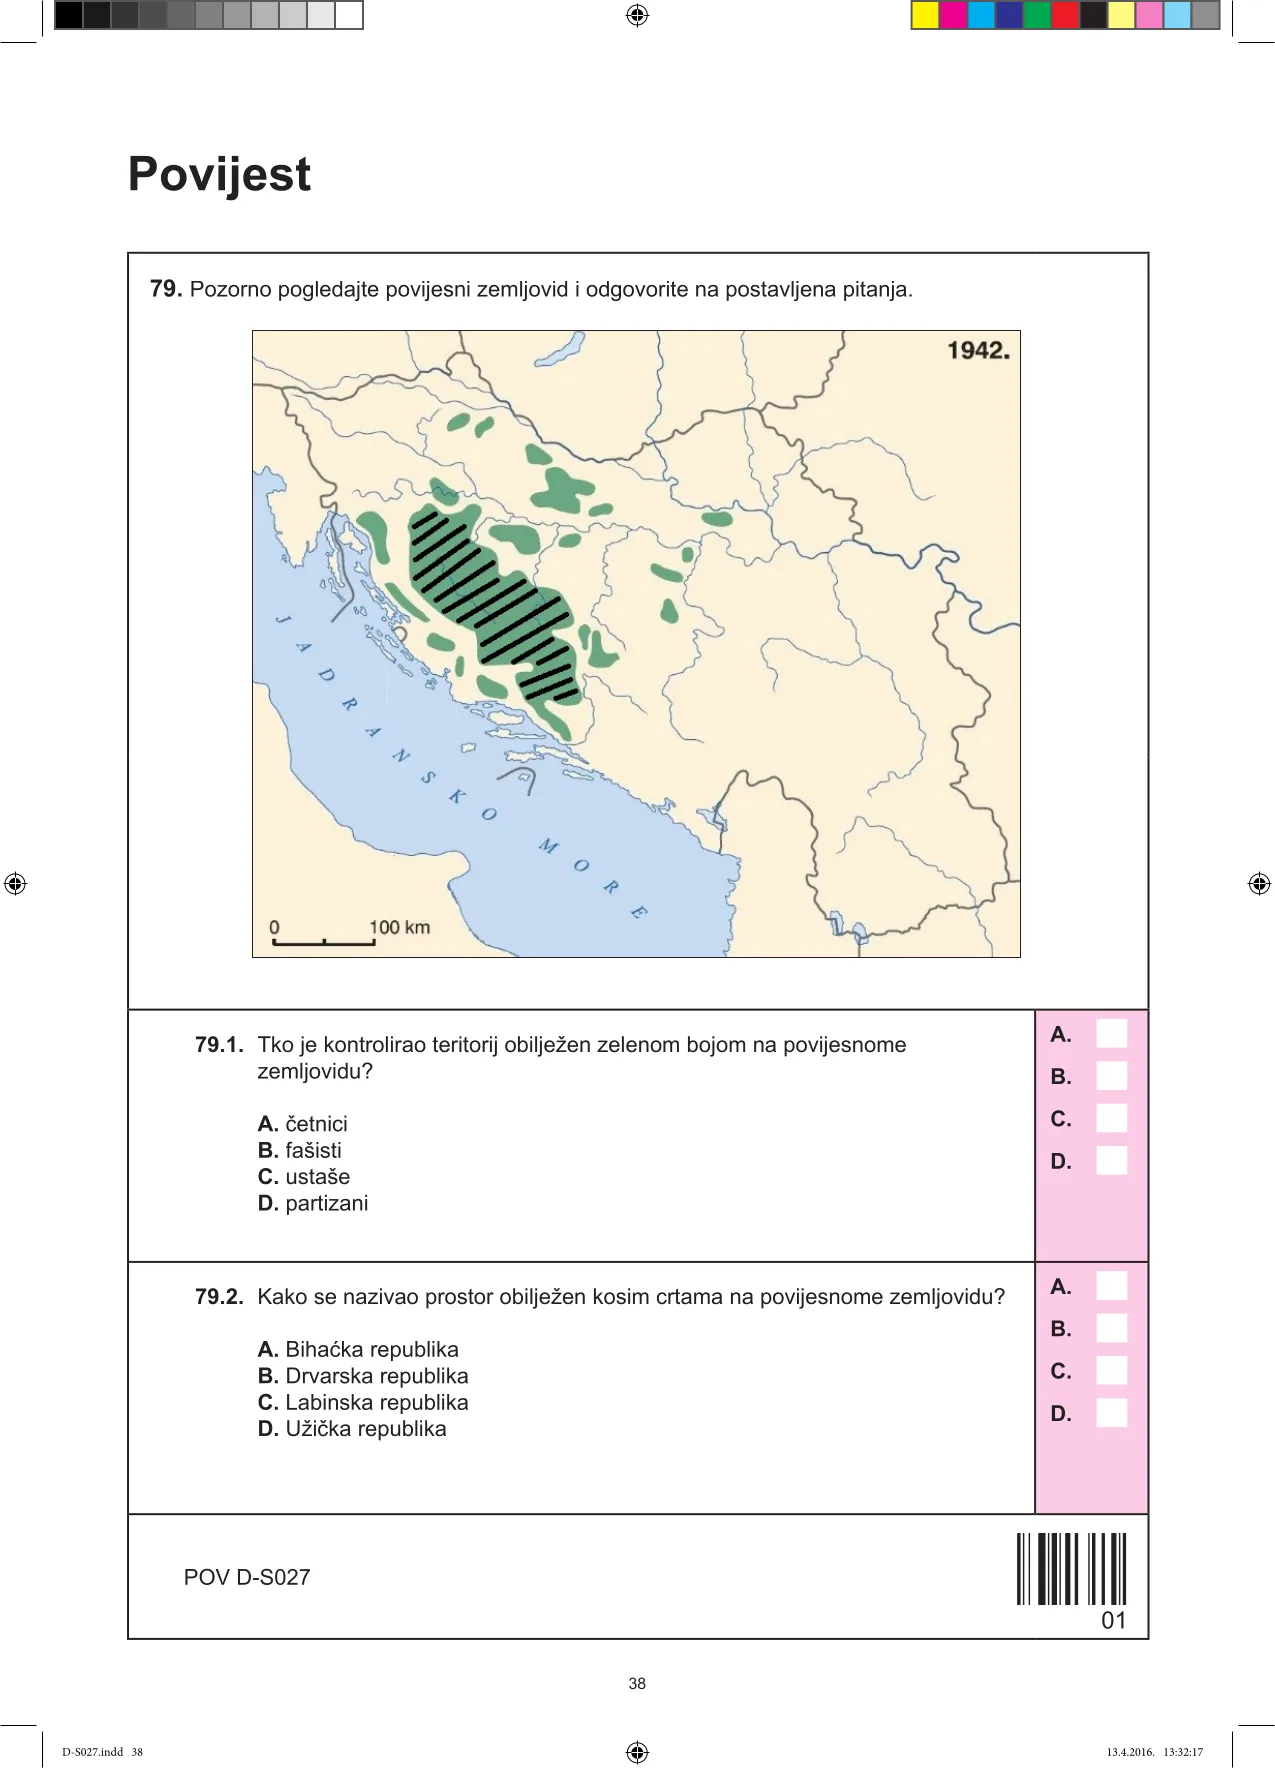 Povijest
79. Pozorno pogledajte povijesni zemljovid i odgovorite na postavljena pitanja.
1942.
JADRANSKO MORE
0 100 km
79.1. Tko je kontrolirao teritorij obilježen zelenom bojom na povijesnome
zemljovidu?
A. četnici
B. fašisti
C. ustaše
D. partizani
A.
B.
C.
D.
79.2. Kako se nazivao prostor obilježen kosim crtama na povijesnome zemljovidu?
A. Bihaćka republika
B. Drvarska republika
C. Labinska republika
D. Užička republika
A.
B.
C.
D.
POV D-S027
01
38
D-S027.indd 38
13.4.2016. 13:32:17